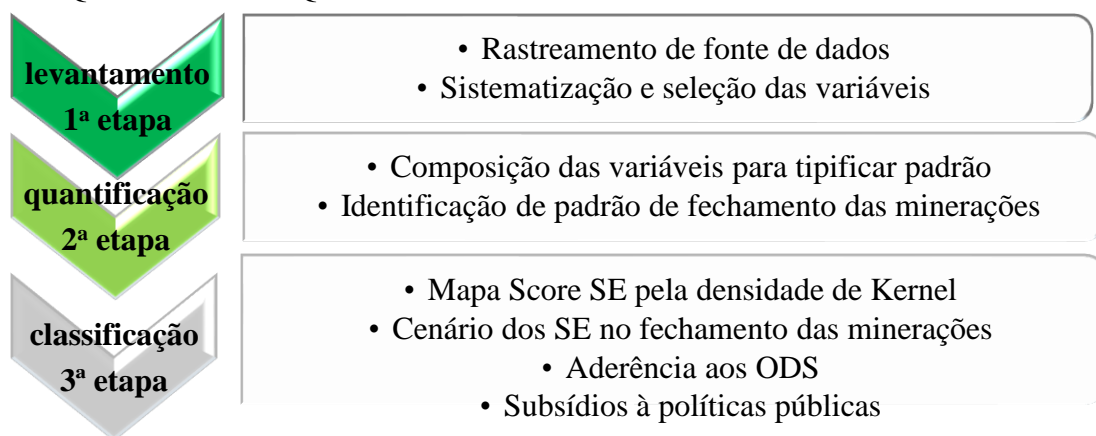 levantamento
1ª etapa
• Rastreamento de fonte de dados
• Sistematização e seleção das variáveis
quantificação
2ª etapa
• Composição das variáveis para tipificar padrão
• Identificação de padrão de fechamento das minerações
classificação
3ª etapa
• Mapa Score SE pela densidade de Kernel
• Cenário dos SE no fechamento das minerações
• Aderência aos ODS
• Subsídios à políticas públicas